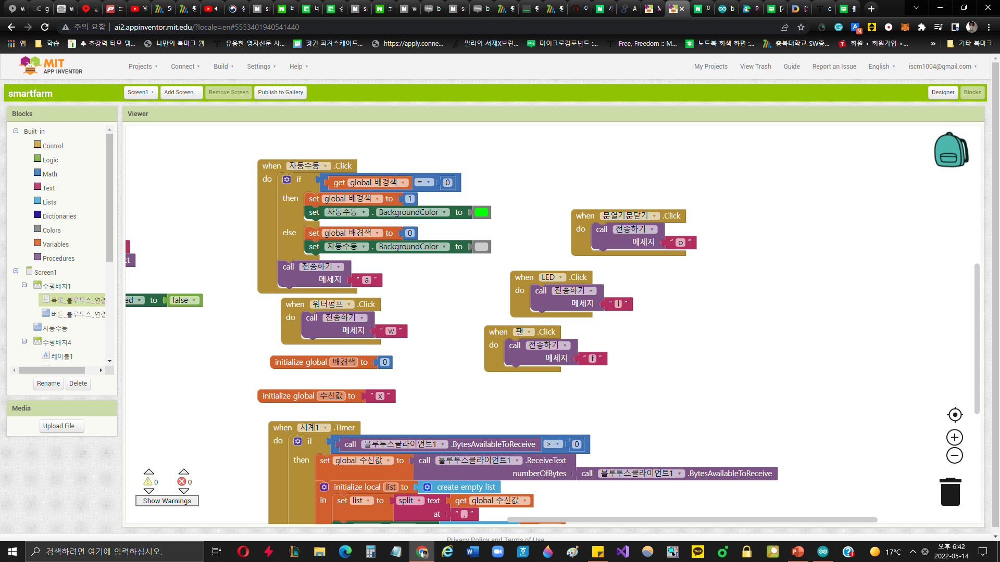 주의 요함
ai2.appinventor.mit.edu/?locale=en#5553401940541440
앱
학습
♣ 초강력 티모 템...
나만의 북마크 웹
유용한 영자신문 사...
펭귄 피겨스케이트...
https://apply.conne...
밀리의 서재X브런...
마이크로컴포넌트 :...
Free, Freedom :: M...
노트북 회색 화면 :...
충북대학교 SW중...
회원 > 회원가입 >...
»
기타 북마크
MIT
APP INVENTOR
Projects
Connect
Build
Settings
Help
My Projects
View Trash
Guide
Report an Issue
English
iscm1004@gmail.com
smartfarm
Screen1
Add Screen ...
Remove Screen
Publish to Gallery
Designer
Blocks
Blocks
Built-in
Control
Logic
Math
Text
Lists
Dictionaries
Colors
Variables
Procedures
Screen1
수평배치1
목록_블루투스_연결
버튼_블루투스_연결
자동수동
수평배치4
레이블1
Rename
Delete
Media
Upload File ...
Viewer
when 자동수동 .Click
do if get global 배경색 = 0
then set global 배경색 to 1
set 자동수동 . BackgroundColor to
else set global 배경색 to 0
set 자동수동 . BackgroundColor to
call 전송하기
메세지 " a "
ct
ed to false
when 워터펌프 .Click
do call 전송하기
메세지 " w "
initialize global 배경색 to 0
initialize global 수신값 to " x "
when 문열기문닫기 .Click
do call 전송하기
메세지 " o "
when LED .Click
do call 전송하기
메세지 " l "
when 팬 .Click
do call 전송하기
메세지 " f "
when 시계1 .Timer
do if call 블루투스클라이언트1 .BytesAvailableToReceive > 0
then set global 수신값 to call 블루투스클라이언트1 .ReceiveText
numberOfBytes call 블루투스클라이언트1 .BytesAvailableToReceive
initialize local list to create empty list
in set list to split text get global 수신값
at " , "
0
0
Show Warnings
Privacy Policy and Terms of Use
검색하려면 여기에 입력하십시오.
17°C
오후 6:42
2022-05-14